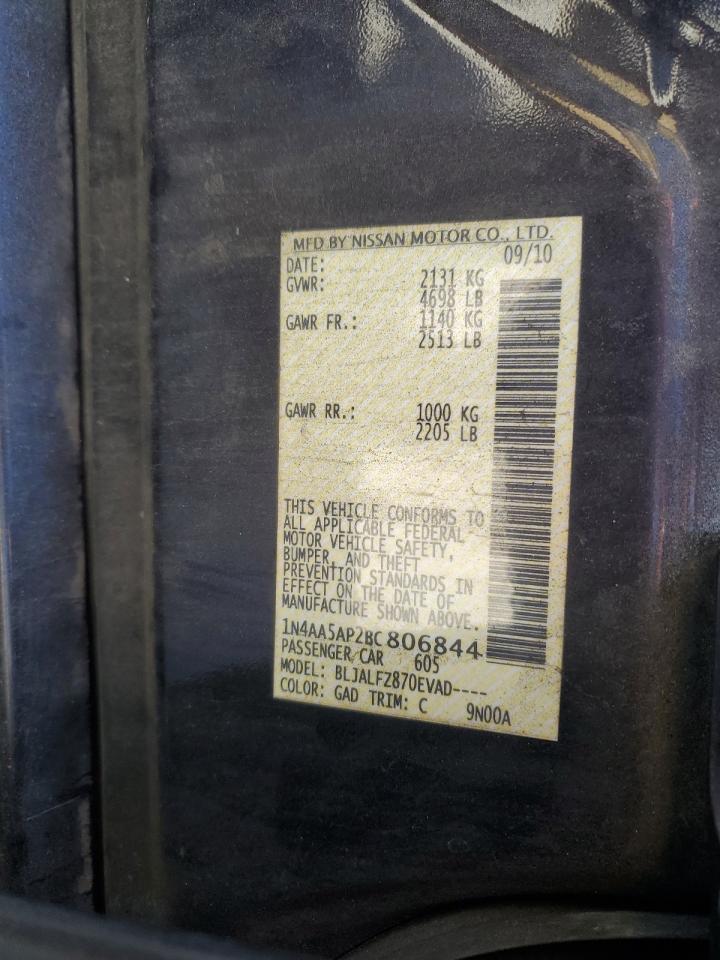 MFD BY NISSAN MOTOR CO., LTD.
DATE: 09/10
GVWR: 2131 KG
4698 LB
GAWR FR.: 1140 KG
2513 LB
GAWR RR.: 1000 KG
2205 LB
THIS VEHICLE CONFORMS TO
ALL APPLICABLE FEDERAL
MOTOR VEHICLE SAFETY,
BUMPER, AND THEFT
PREVENTION STANDARDS IN
EFFECT ON THE DATE OF
MANUFACTURE SHOWN ABOVE.
1N4AA5AP2BC806844
PASSENGER CAR 605
MODEL: BLJALFZ870EVAD----
COLOR: GAD TRIM: C 9N00A